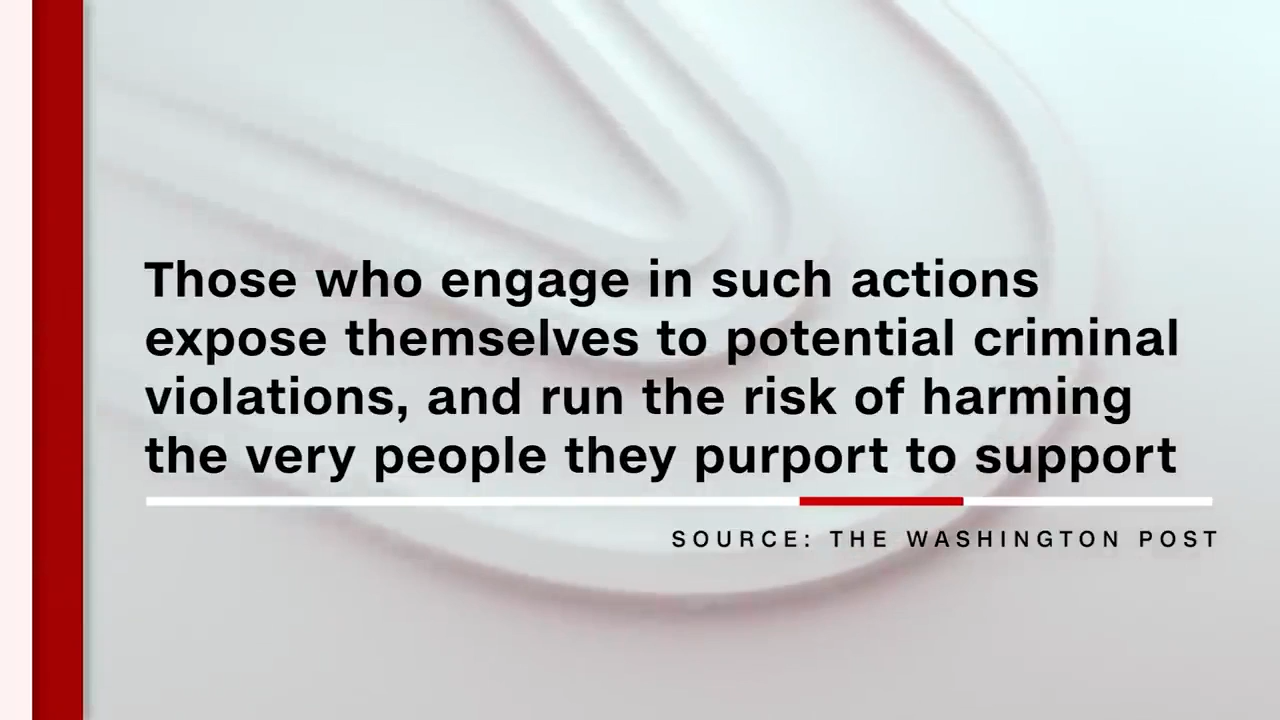 Those who engage in such actions
expose themselves to potential criminal
violations, and run the risk of harming
the very people they purport to support
SOURCE: THE WASHINGTON POST